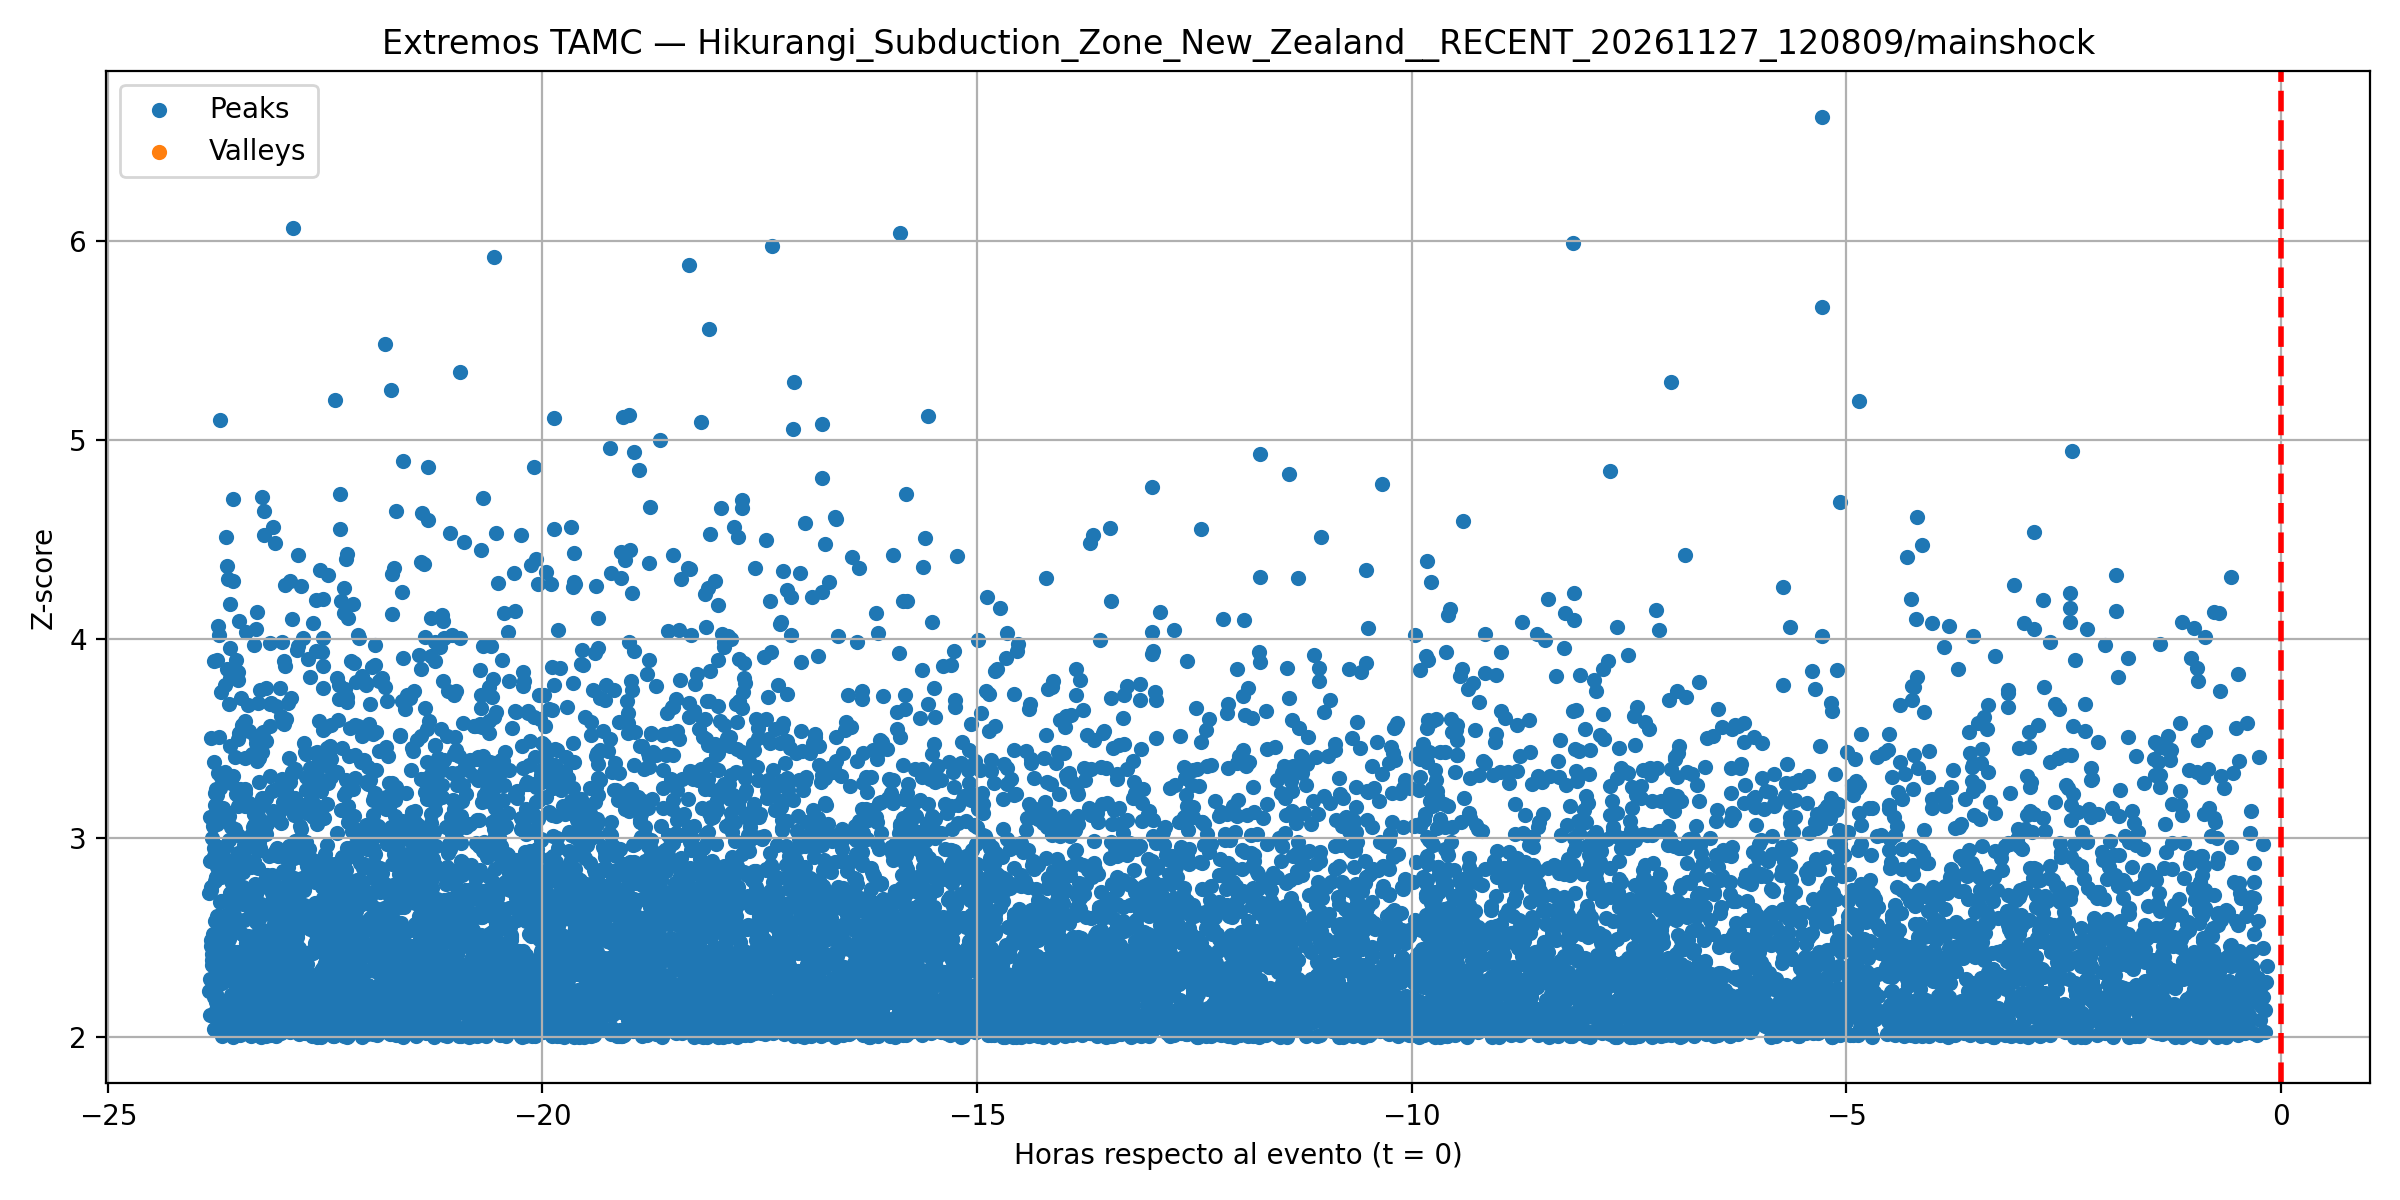 Extremos TAMC — Hikurangi_Subduction_Zone_New_Zealand__RECENT_20261127_120809/mainshock
Peaks
Valleys
Z-score
6
5
4
3
2
−25 −20 −15 −10 −5 0
Horas respecto al evento (t = 0)